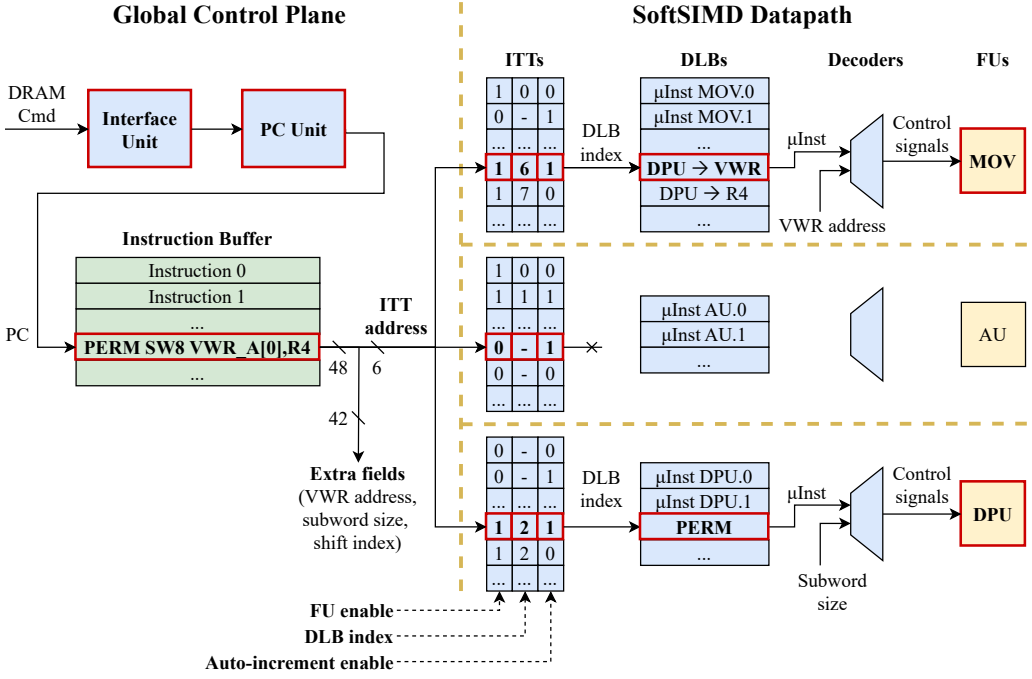 Global Control Plane
SoftSIMD Datapath
ITTs
DLBs
Decoders
FUs
DRAM
Cmd
Interface
Unit
PC Unit
1 0 0
0 - 1
... ... ...
1 6 1
1 7 0
... ... ...
DLB
index
μInst MOV.0
μInst MOV.1
...
DPU → VWR
DPU → R4
...
μInst
VWR address
Control
signals
MOV
Instruction Buffer
Instruction 0
Instruction 1
...
PERM SW8 VWR_A[0],R4
...
PC
48
ITT
address
6
42
Extra fields
(VWR address,
subword size,
shift index)
1 0 0
1 1 1
... ... ...
0 - 1
0 - 0
... ... ...
μInst AU.0
μInst AU.1
...
AU
0 - 0
0 - 1
... ... ...
1 2 1
1 2 0
... ... ...
DLB
index
μInst DPU.0
μInst DPU.1
PERM
...
μInst
Subword
size
Control
signals
DPU
FU enable
DLB index
Auto-increment enable